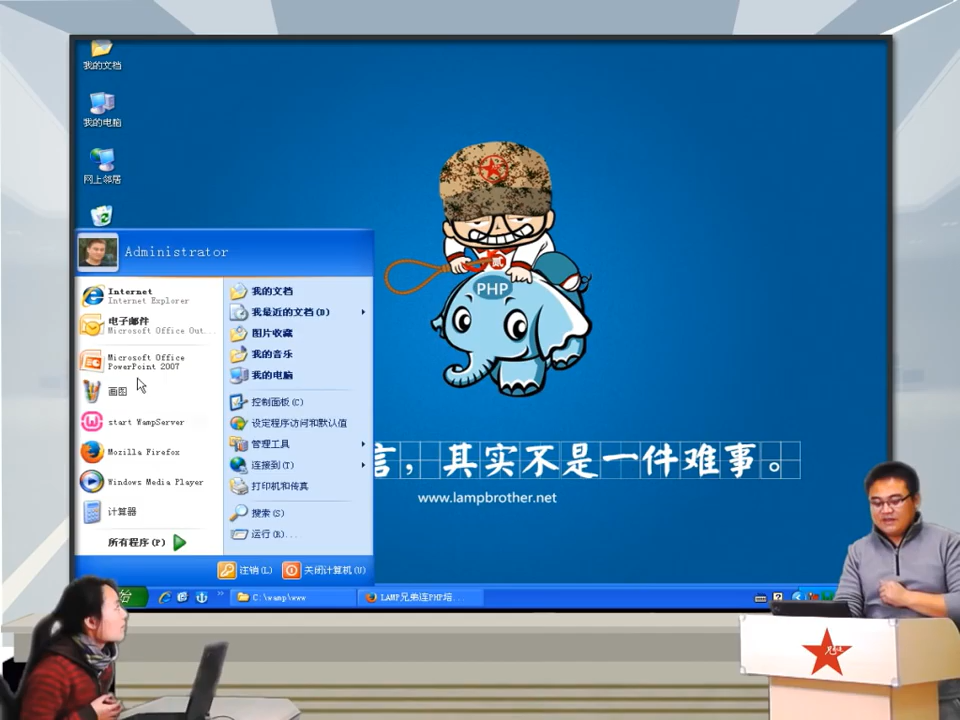 我的文档
我的电脑
网上邻居
Administrator
Internet
Internet Explorer
电子邮件
Microsoft Office Out...
Microsoft Office
PowerPoint 2007
画图
start WampServer
Mozilla Firefox
Windows Media Player
计算器
所有程序(P)
我的文档
我最近的文档(D)
图片收藏
我的音乐
我的电脑
控制面板(C)
设定程序访问和默认值
管理工具
连接到(T)
打印机和传真
搜索(S)
运行(R)...
注销(L)
关闭计算机(U)
贰
PHP
言，其实不是一件难事。
www.lampbrother.net
始
C:\wamp\www
LAMP兄弟连PHP培...
兄弟连